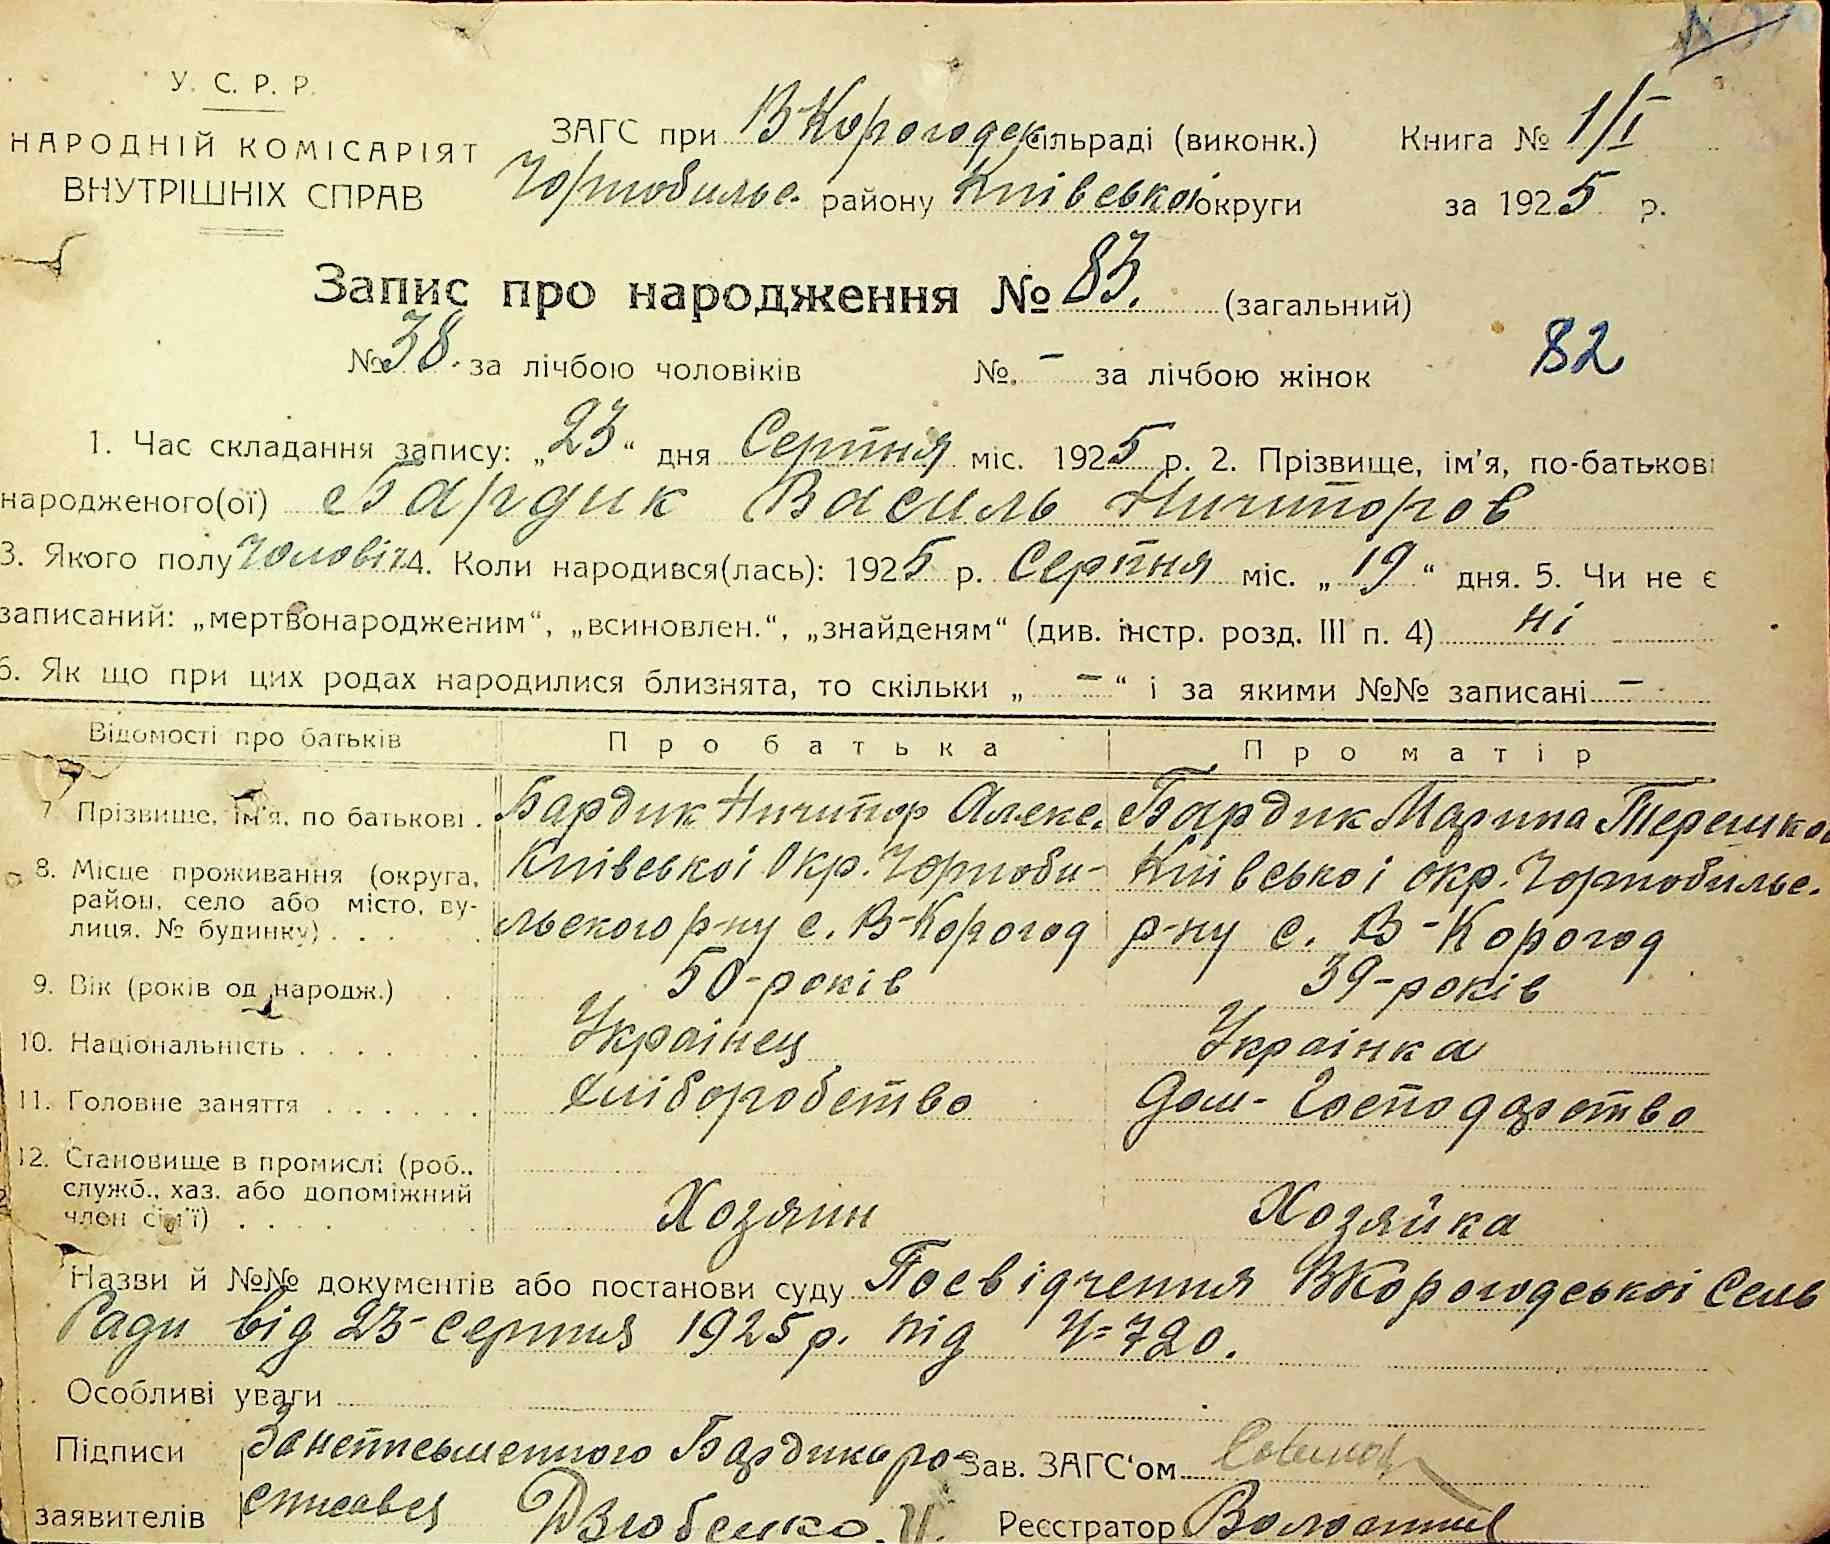 У. С. Р. Р.
НАРОДНІЙ КОМІСАРІЯТ
ВНУТРІШНІХ СПРАВ
ЗАГС при В-Корогодск. сільраді (виконк.) Книга № 1/I
Чорнобильс. району Київської округи за 1925 р.
Запис про народження № 83. (загальний)
№ 38. за лічбою чоловіків №. – за лічбою жінок 82
1. Час складання запису: „23“ дня Серпня міс. 1925 р. 2. Прізвище, ім'я, по-батькові
народженого(ої) Бардик Василь Ничипоров
3. Якого полу Чоловіч 4. Коли народився(лась): 1925 р. Серпня міс. „19“ дня. 5. Чи не є
записаний: „мертвонародженим“, „всиновлен.“, „знайденям“ (див. інстр. розд. III п. 4) ні
6. Як що при цих родах народилися близнята, то скільки „ – “ і за якими №№ записані –
Відомості про батьків Про батька Про матір
7. Прізвище, ім'я, по батькові . Бардик Ничипор Алекс. Бардик Марина Терешков
8. Місце проживання (округа, район, село або місто, вулиця, № будинку) . . . Київської Окр. Чорноби- Київської окр. Чорнобильс.
льского р-ну с. В-Корогод р-ну с. В-Корогод
9. Вік (років од народж.) . 50-років 39-років
10. Національність . . . . . Українец Українка
11. Головне заняття . . . . . . Хліборобство Дом-Господарство
12. Становище в промислі (роб., служб., хаз. або допоміжний член сім'ї) . . . . Хозяин Хозяйка
Назви й №№ документів або постанови суду Посвідчення ВКорогодської Сель
Ради від 23-серпня 1925 р. під Ч=720.
Особливі уваги
Підписи За неписьменного Бардика ро- Зав. ЗАГС'ом
заявителів списавсь Дзюбенко. И. Реєстратор